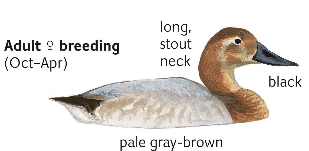 Adult ♀ breeding
(Oct–Apr)
long,
stout
neck
black
pale gray-brown